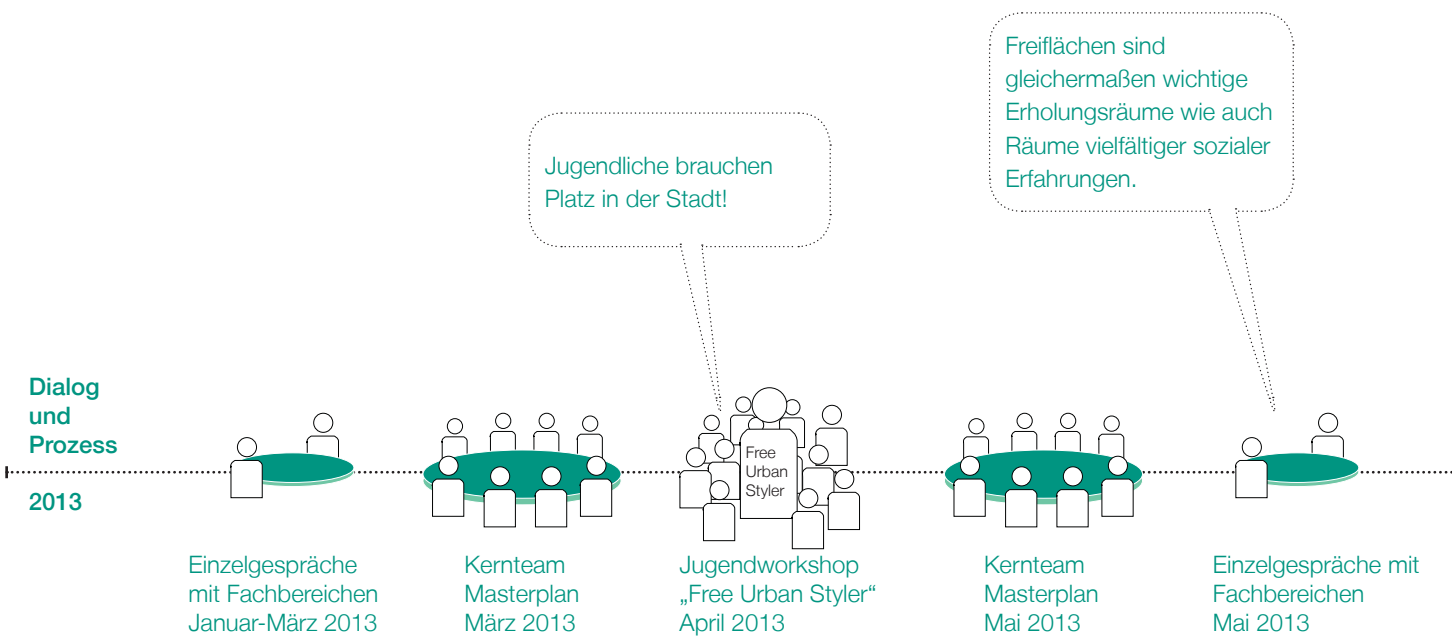 Freiflächen sind
gleichermaßen wichtige
Erholungsräume wie auch
Räume vielfältiger sozialer
Erfahrungen.
Jugendliche brauchen
Platz in der Stadt!
Dialog
und
Prozess
2013
Free
Urban
Styler
Einzelgespräche
mit Fachbereichen
Januar-März 2013
Kernteam
Masterplan
März 2013
Jugendworkshop
„Free Urban Styler“
April 2013
Kernteam
Masterplan
Mai 2013
Einzelgespräche mit
Fachbereichen
Mai 2013